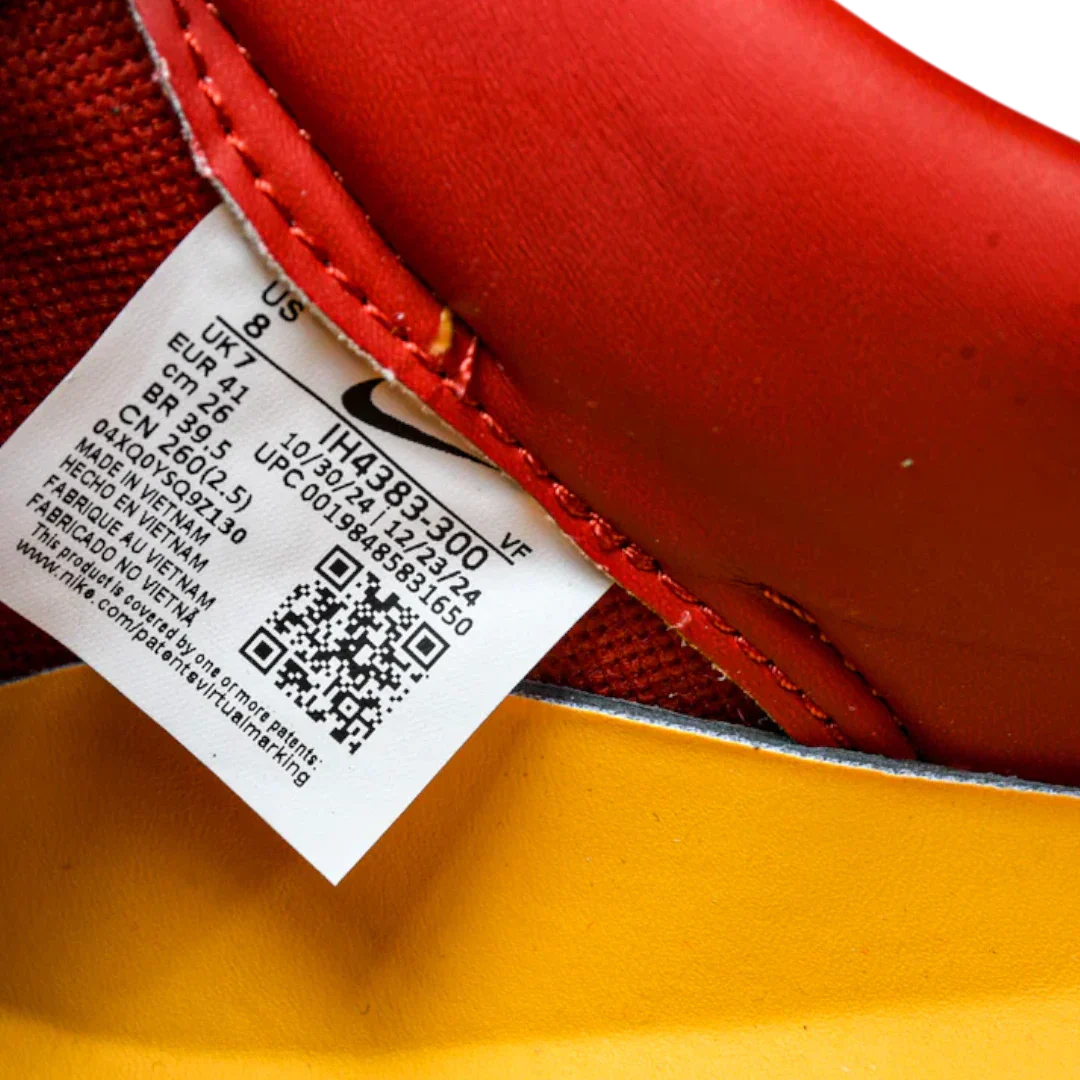 US
8
UK 7
EUR 41
cm 26
BR 39.5
CN 260(2.5)
04XQ0YSQ9Z130
MADE IN VIETNAM
HECHO EN VIETNAM
FABRIQUE AU VIETNAM
FABRICADO NO VIETNÃ
This product is covered by one or more patents:
www.nike.com/patentsvirtualmarking
IH4383-300 VF
10/30/24 | 12/23/24
UPC 00198485831650